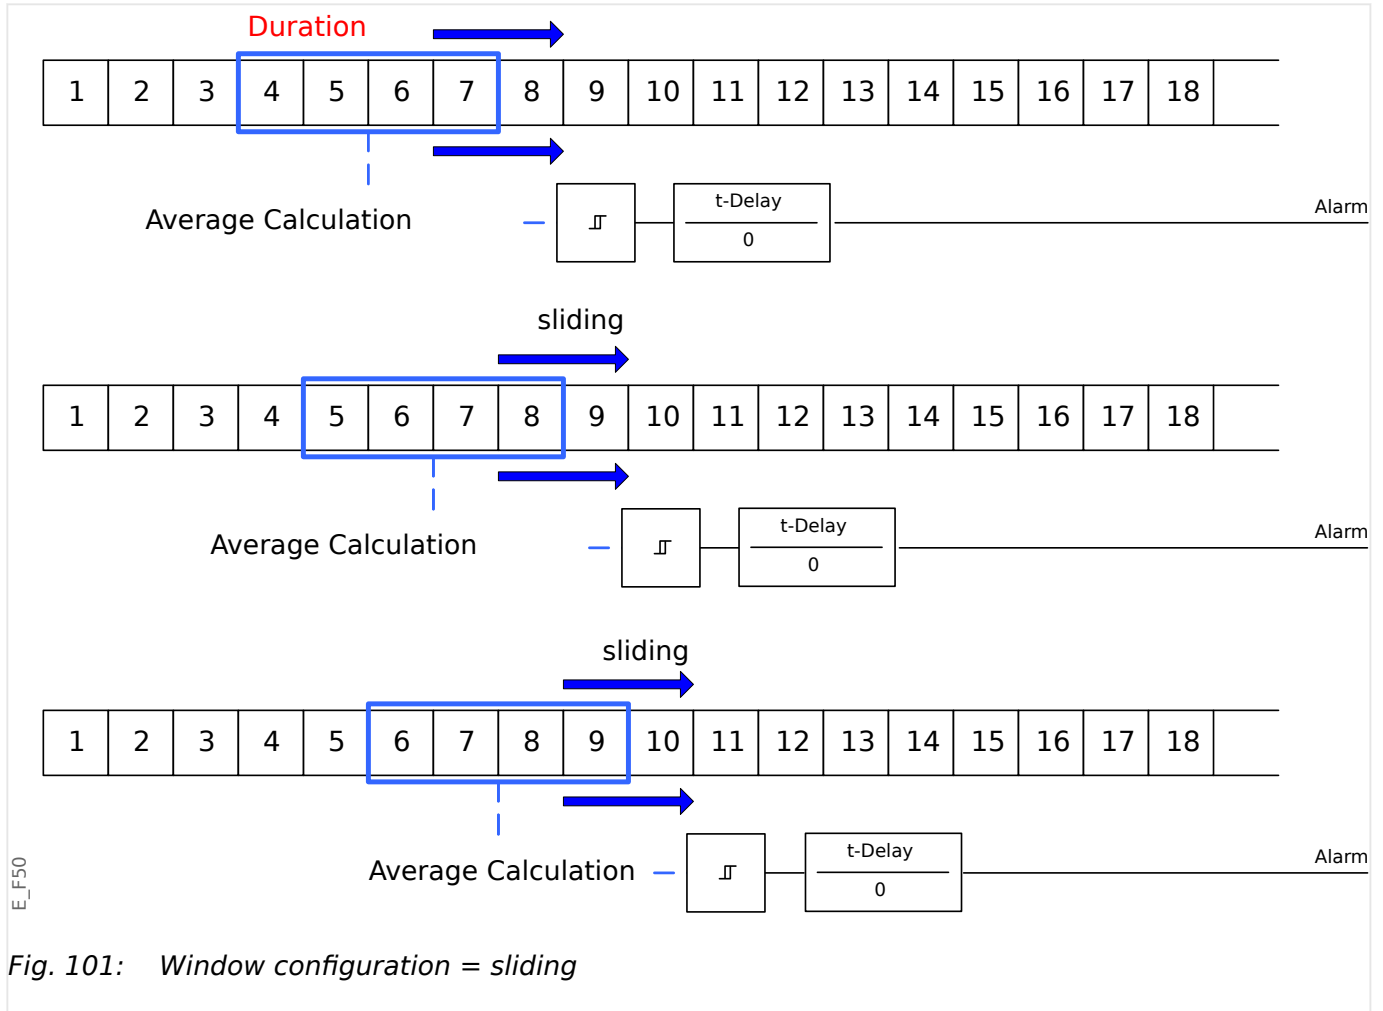 Duration
1 2 3 4 5 6 7 8 9 10 11 12 13 14 15 16 17 18
t-Delay
Alarm
Average Calculation
0
sliding
1 2 3 4 5 6 7 8 9 10 11 12 13 14 15 16 17 18
t-Delay
Alarm
Average Calculation
0
sliding
1 2 3 4 5 6 7 8 9 10 11 12 13 14 15 16 17 18
t-Delay
Alarm
Average Calculation
0
E_F50
Fig. 101: Window configuration = sliding